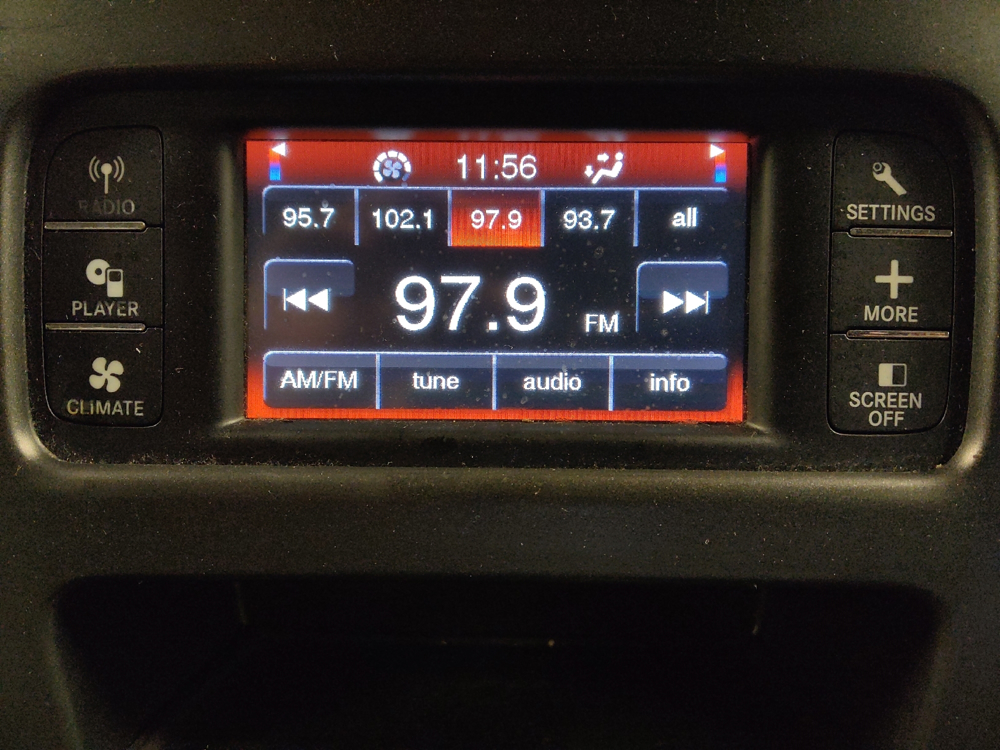 RADIO
PLAYER
CLIMATE
11:56
95.7 102.1 97.9 93.7 all
97.9 FM
AM/FM tune audio info
SETTINGS
MORE
SCREEN
OFF